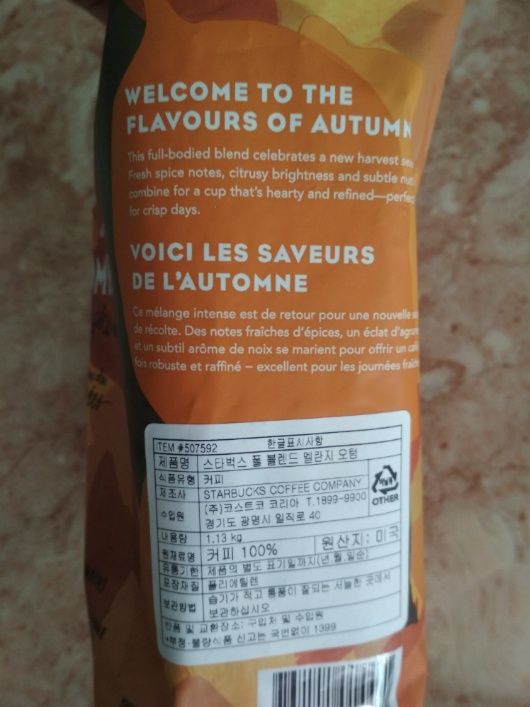 WELCOME TO THE
FLAVOURS OF AUTUMN
This full-bodied blend celebrates a new harvest
Fresh spice notes, citrusy brightness and subtle
combine for a cup that's hearty and refined—perfec
for crisp days.
VOICI LES SAVEURS
DE L'AUTOMNE
Ce mélange intense est de retour pour une nouvelle
de récolte. Des notes fraîches d'épices, un éclat d'agrum
et un subtil arôme de noix se marient pour offrir un café
fois robuste et raffiné – excellent pour les journées fraîch
ITEM #507592 한글표시사항
제품명 스타벅스 폴 블렌드 얼란지 오텀
식품유형 커피
제조사 STARBUCKS COFFEE COMPANY
수입원 (주)코스트코 코리아 T.1899-9900
경기도 광명시 일직로 40
OTHER
내용량 1.13 kg
원재료명 커피 100% 원산지: 미국
유통기한 제품의 별도 표기일까지(년.월.일순)
포장재질 폴리에틸렌
보관방법 습기가 적고 통풍이 잘되는 서늘한 곳에서
보관하십시오
반품 및 교환장소: 구입처 및 수입원
*부정·불량식품 신고는 국번없이 1399